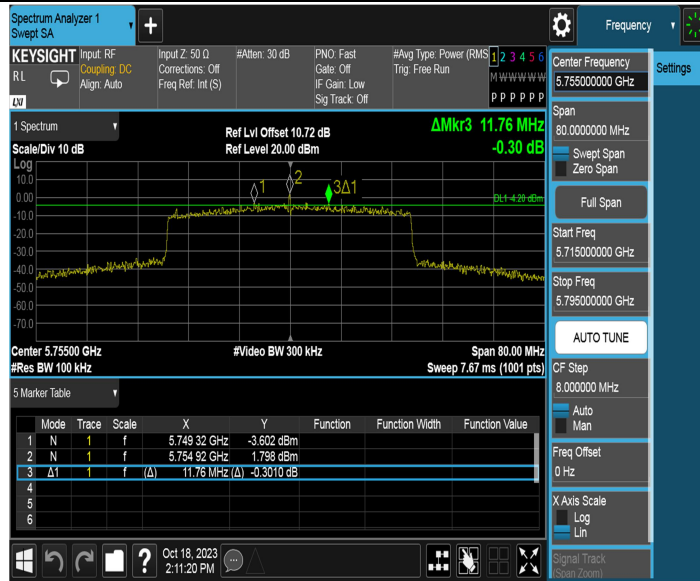 Spectrum Analyzer 1
Swept SA
+
Frequency
KEYSIGHT
RL
LXI
Input: RF
Coupling: DC
Align: Auto
Input Z: 50 Ω
Corrections: Off
Freq Ref: Int (S)
#Atten: 30 dB
PNO: Fast
Gate: Off
IF Gain: Low
Sig Track: Off
#Avg Type: Power (RMS
Trig: Free Run
1 2 3 4 5 6
M W W W W W
P P P P P P
Center Frequency
5.755000000 GHz
Settings
Span
80.0000000 MHz
Swept Span
Zero Span
Full Span
Start Freq
5.715000000 GHz
Stop Freq
5.795000000 GHz
AUTO TUNE
CF Step
8.000000 MHz
Auto
Man
Freq Offset
0 Hz
X Axis Scale
Log
Lin
Signal Track
(Span Zoom)
1 Spectrum
Scale/Div 10 dB
Ref Lvl Offset 10.72 dB
Ref Level 20.00 dBm
ΔMkr3 11.76 MHz
-0.30 dB
Log
10.0
0.00
-10.0
-20.0
-30.0
-40.0
-50.0
-60.0
-70.0
1
2
3Δ1
DL1 -4.20 dBm
Center 5.75500 GHz
#Res BW 100 kHz
#Video BW 300 kHz
Span 80.00 MHz
Sweep 7.67 ms (1001 pts)
5 Marker Table
Mode Trace Scale X Y Function Function Width Function Value
1 N 1 f 5.749 32 GHz -3.602 dBm
2 N 1 f 5.754 92 GHz 1.798 dBm
3 Δ1 1 f (Δ) 11.76 MHz (Δ) -0.3010 dB
4
5
6
?
Oct 18, 2023
2:11:20 PM